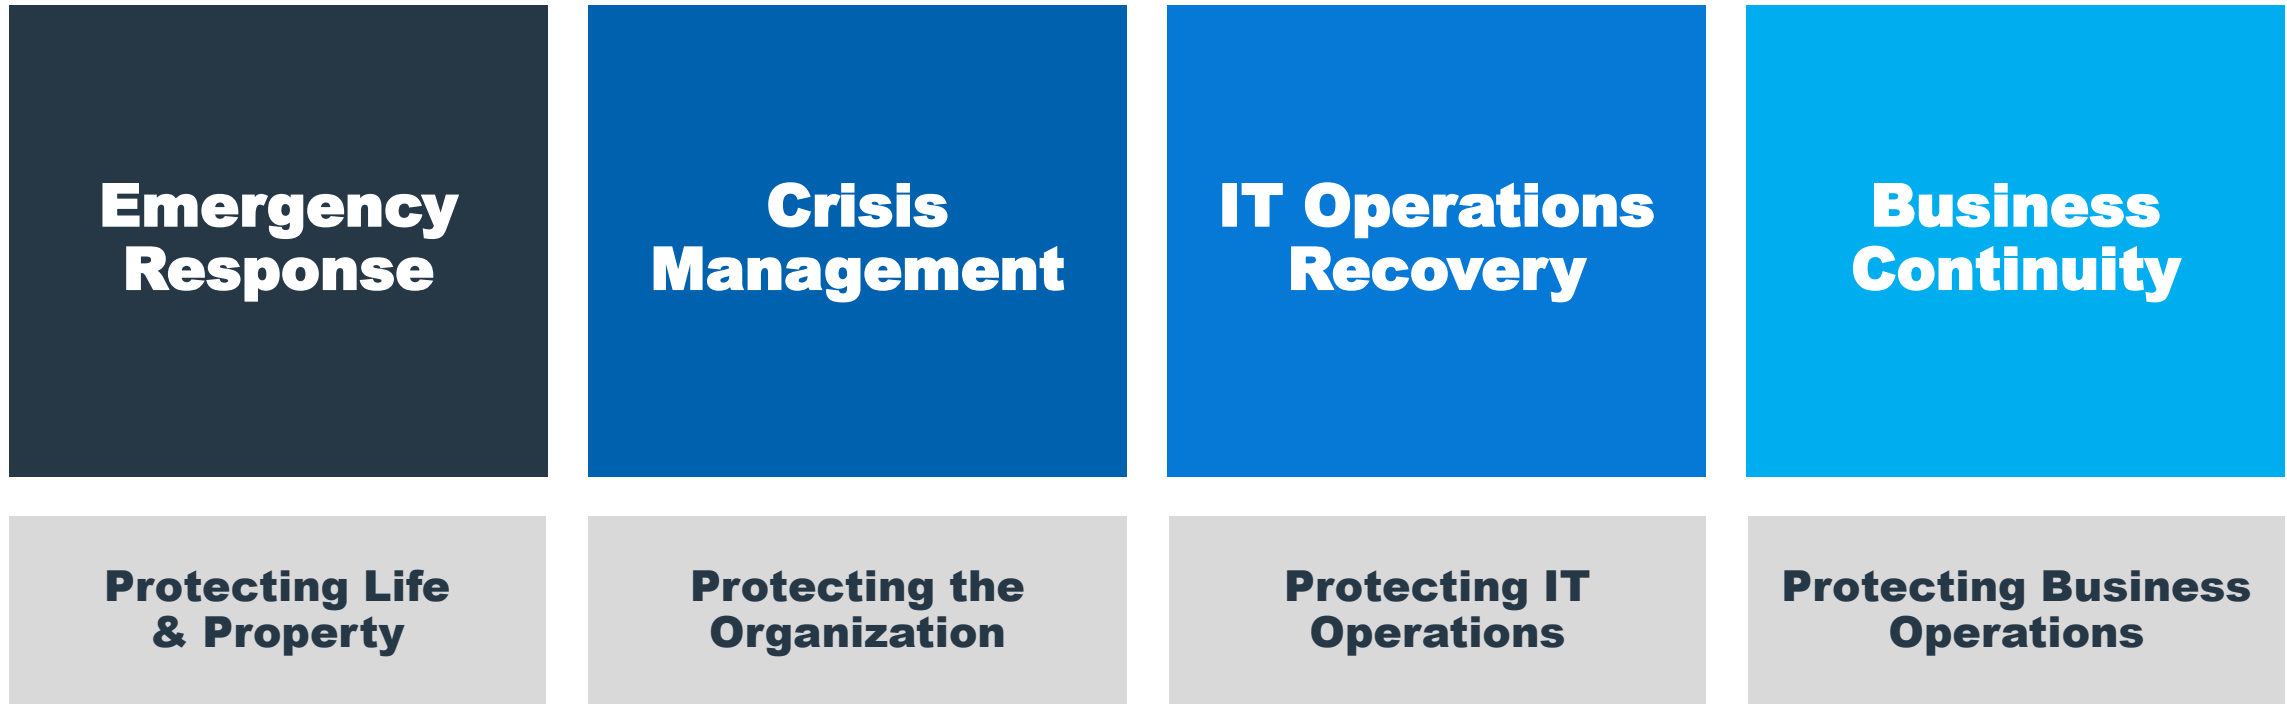 Emergency
Response
Crisis
Management
IT Operations
Recovery
Business
Continuity
Protecting Life
& Property
Protecting the
Organization
Protecting IT
Operations
Protecting Business
Operations